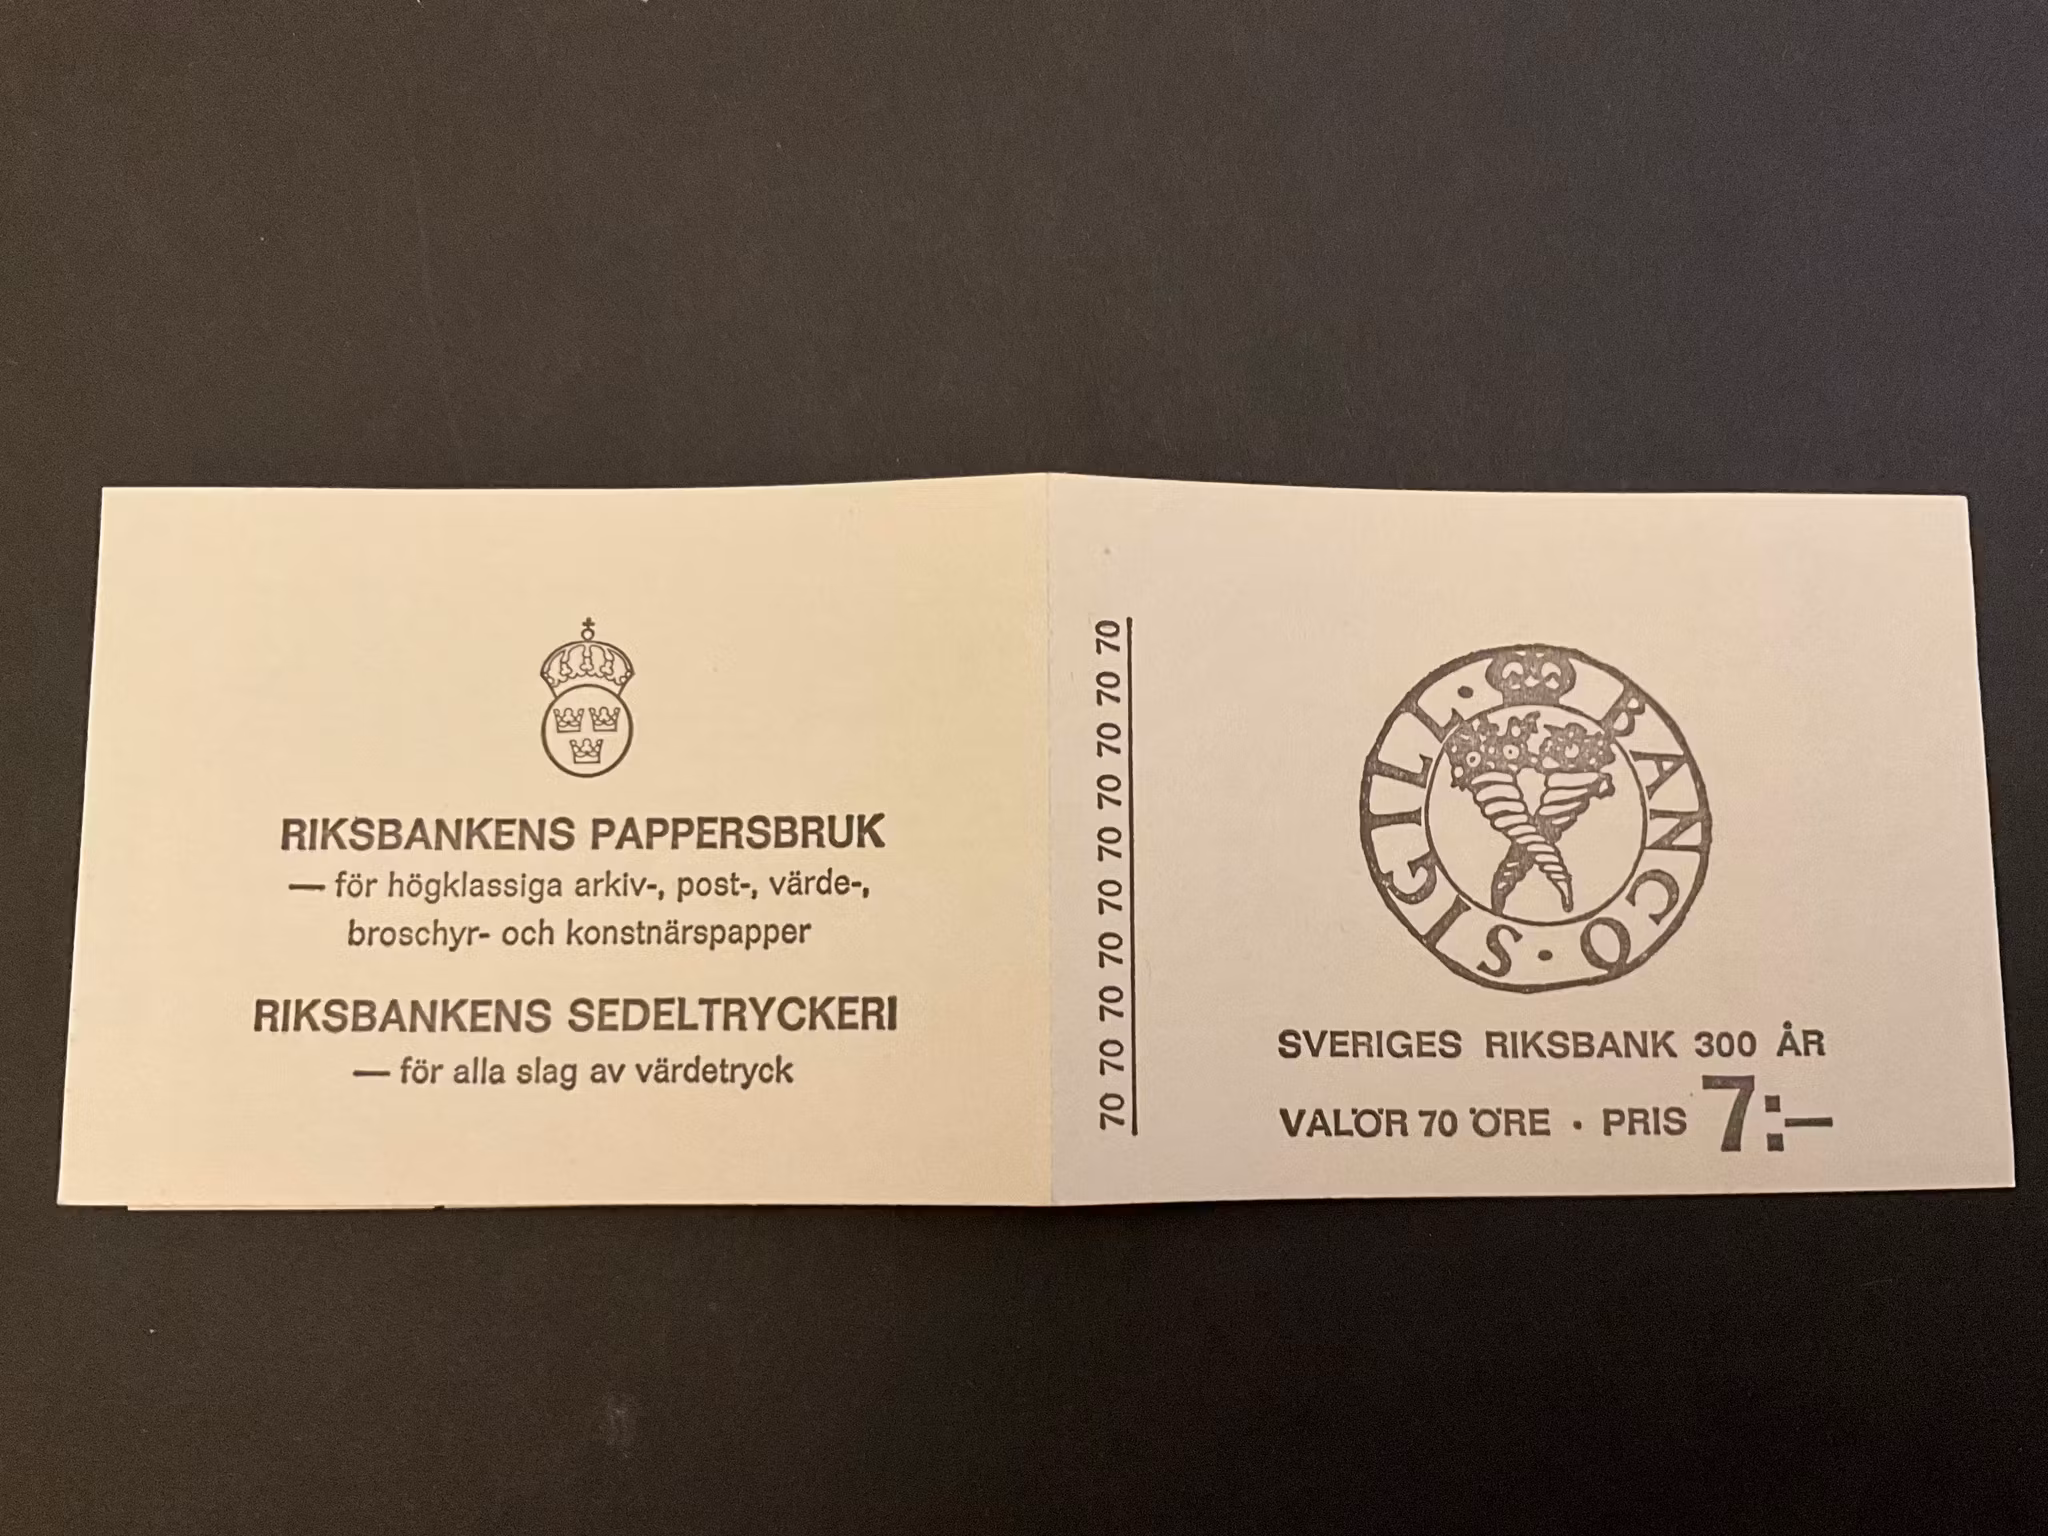 RIKSBANKENS PAPPERSBRUK
— för högklassiga arkiv-, post-, värde-,
broschyr- och konstnärspapper
RIKSBANKENS SEDELTRYCKERI
— för alla slag av värdetryck
70 70 70 70 70 70 70 70 70 70
SIGILL · BANCO ·
SVERIGES RIKSBANK 300 ÅR
VALÖR 70 ÖRE · PRIS 7:—